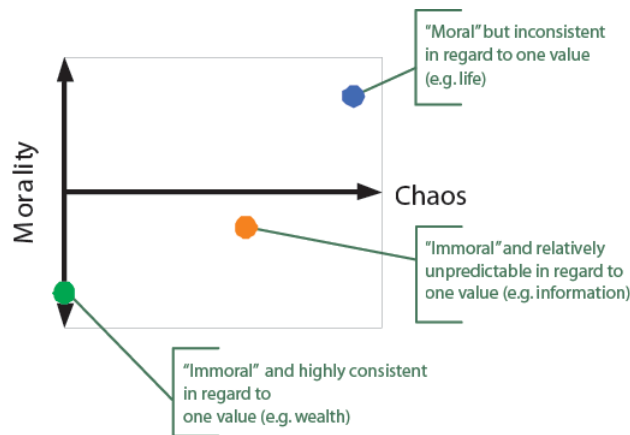 “Moral” but inconsistent
in regard to one value
(e.g. life)
Morality
Chaos
“Immoral” and relatively
unpredictable in regard to
one value (e.g. information)
“Immoral” and highly consistent
in regard to
one value (e.g. wealth)